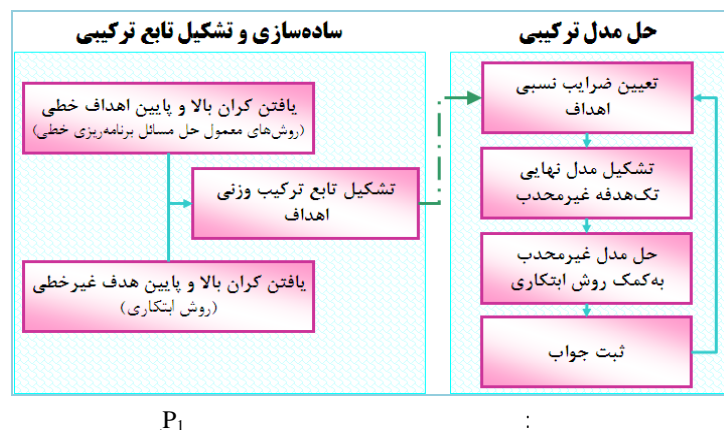 حل مدل ترکیبی
ساده‌سازی و تشکیل تابع ترکیبی
یافتن کران بالا و پایین اهداف خطی
(روش‌های معمول حل مسائل برنامه‌ریزی خطی)
تشکیل تابع ترکیب وزنی
اهداف
یافتن کران بالا و پایین هدف غیرخطی
(روش ابتکاری)
تعیین ضرایب نسبی
اهداف
تشکیل مدل نهایی
تک‌هدفه غیرمحدب
حل مدل غیرمحدب
به‌کمک روش ابتکاری
ثبت جواب
: P1.